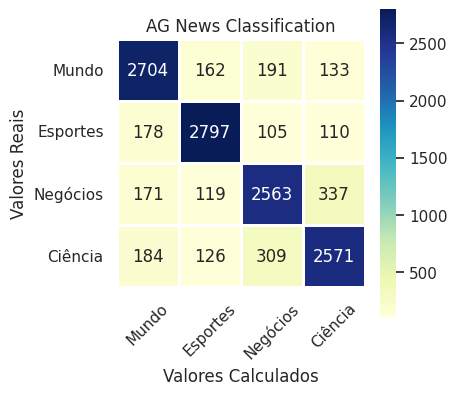 AG News Classification
Valores Reais
Mundo 2704 162 191 133
Esportes 178 2797 105 110
Negócios 171 119 2563 337
Ciência 184 126 309 2571
Mundo Esportes Negócios Ciência
Valores Calculados
2500
2000
1500
1000
500